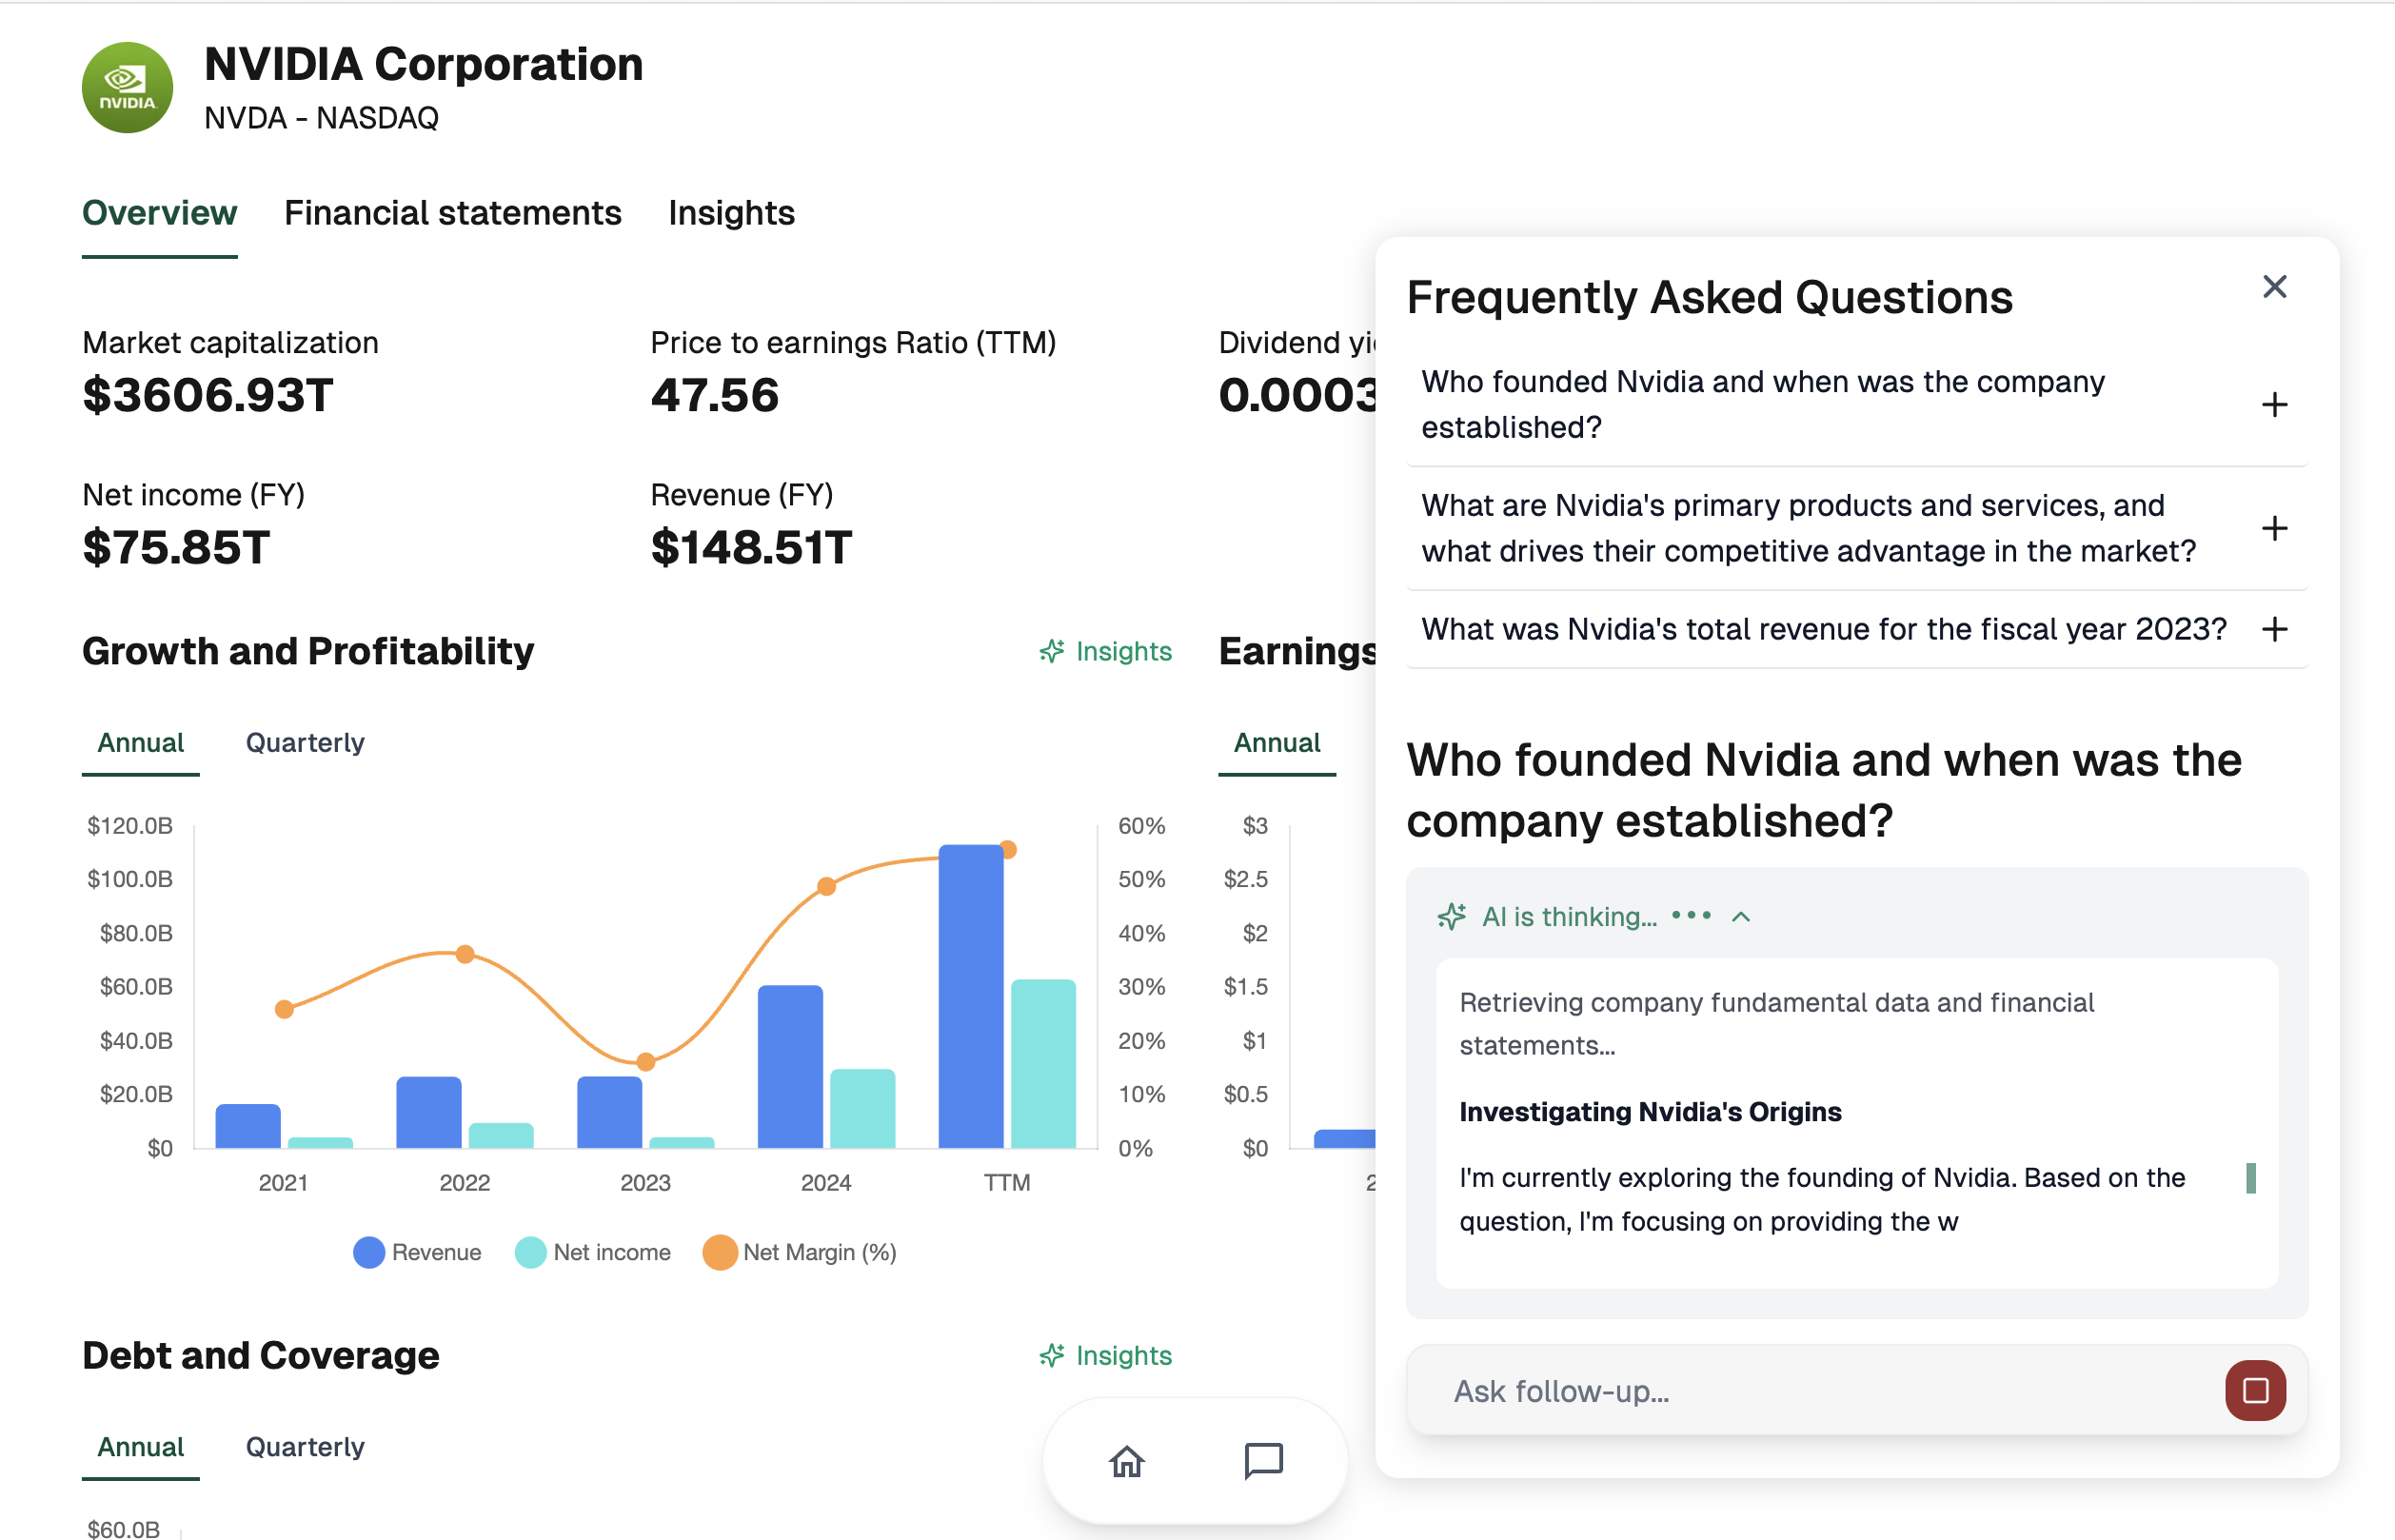 NVIDIA
NVIDIA Corporation
NVDA - NASDAQ
Overview
Financial statements
Insights
Market capitalization
$3606.93T
Price to earnings Ratio (TTM)
47.56
Dividend
0.0003
Net income (FY)
$75.85T
Revenue (FY)
$148.51T
Growth and Profitability
Insights
Annual
Quarterly
$120.0B
$100.0B
$80.0B
$60.0B
$40.0B
$20.0B
$0
60%
50%
40%
30%
20%
10%
0%
2021
2022
2023
2024
TTM
Revenue
Net income
Net Margin (%)
Earnings
Annual
$3
$2.5
$2
$1.5
$1
$0.5
$0
2
Debt and Coverage
Insights
Annual
Quarterly
$60.0B
Frequently Asked Questions
Who founded Nvidia and when was the company
established?
What are Nvidia's primary products and services, and
what drives their competitive advantage in the market?
What was Nvidia's total revenue for the fiscal year 2023?
Who founded Nvidia and when was the
company established?
AI is thinking...
Retrieving company fundamental data and financial
statements...
Investigating Nvidia's Origins
I'm currently exploring the founding of Nvidia. Based on the
question, I'm focusing on providing the w
Ask follow-up...